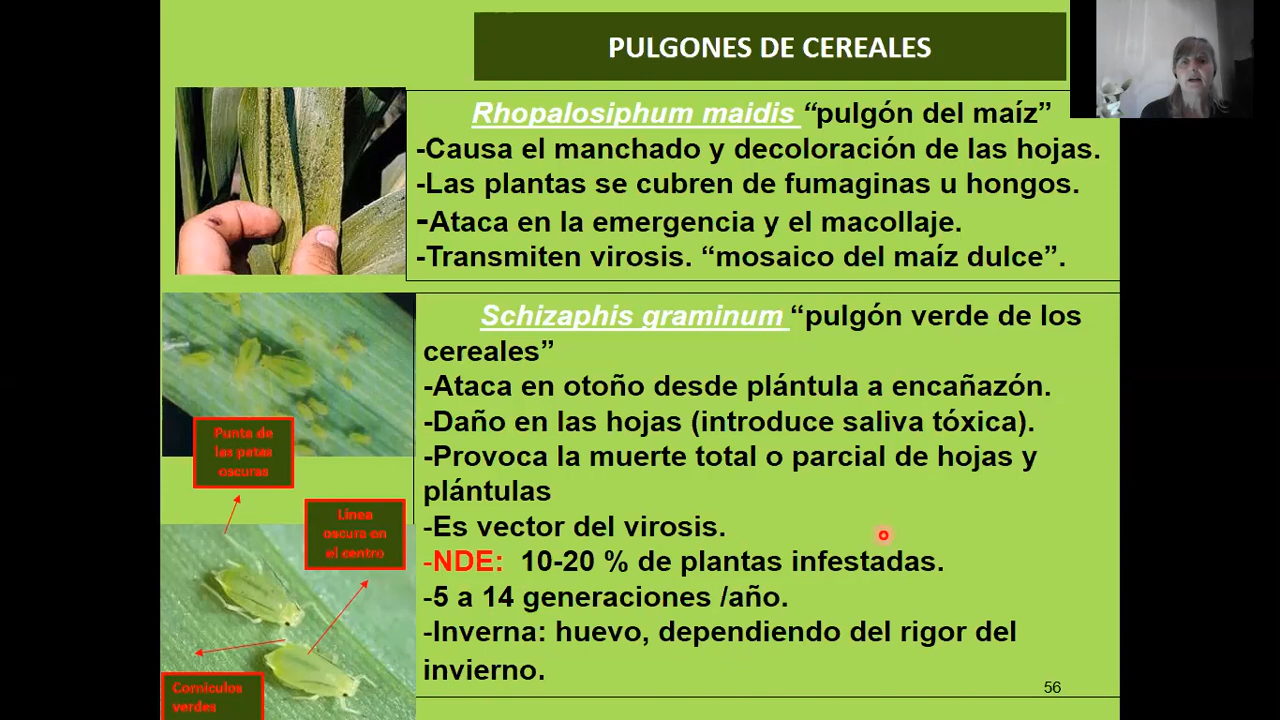 PULGONES DE CEREALES
Rhopalosiphum maidis “pulgón del maíz”
-Causa el manchado y decoloración de las hojas.
-Las plantas se cubren de fumaginas u hongos.
-Ataca en la emergencia y el macollaje.
-Transmiten virosis. “mosaico del maíz dulce”.
Schizaphis graminum “pulgón verde de los
cereales”
-Ataca en otoño desde plántula a encañazón.
-Daño en las hojas (introduce saliva tóxica).
-Provoca la muerte total o parcial de hojas y
plántulas
-Es vector del virosis.
-NDE: 10-20 % de plantas infestadas.
-5 a 14 generaciones /año.
-Inverna: huevo, dependiendo del rigor del
invierno.
Punta de
las patas
oscuras
Línea
oscura en
el centro
Corniculos
verdes
56